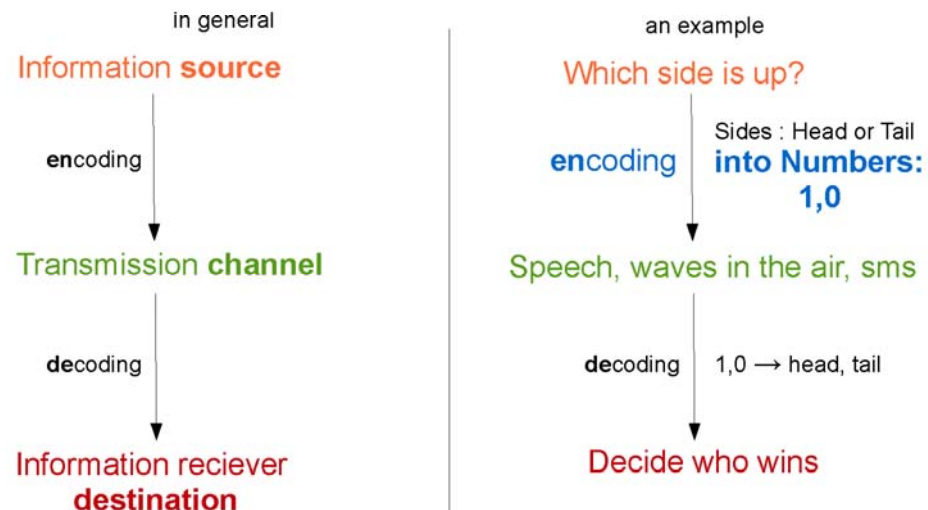 in general
Information source
encoding
Transmission channel
decoding
Information reciever
destination
an example
Which side is up?
Sides : Head or Tail
encoding
into Numbers:
1,0
Speech, waves in the air, sms
decoding
1,0 → head, tail
Decide who wins